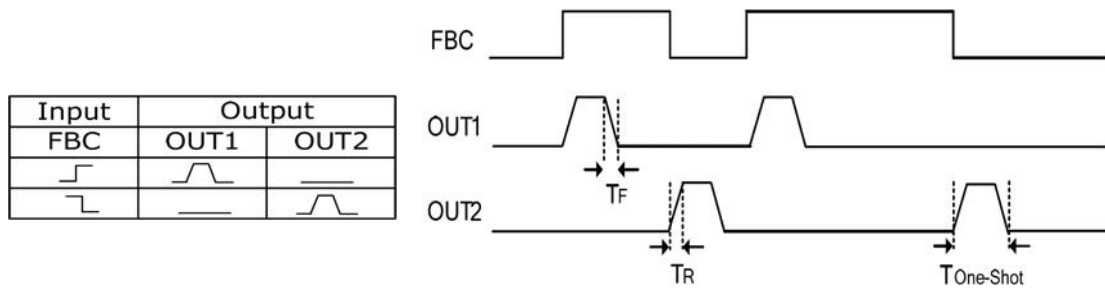 Input Output
FBC OUT1 OUT2
FBC
OUT1
TF
OUT2
TR TOne-Shot